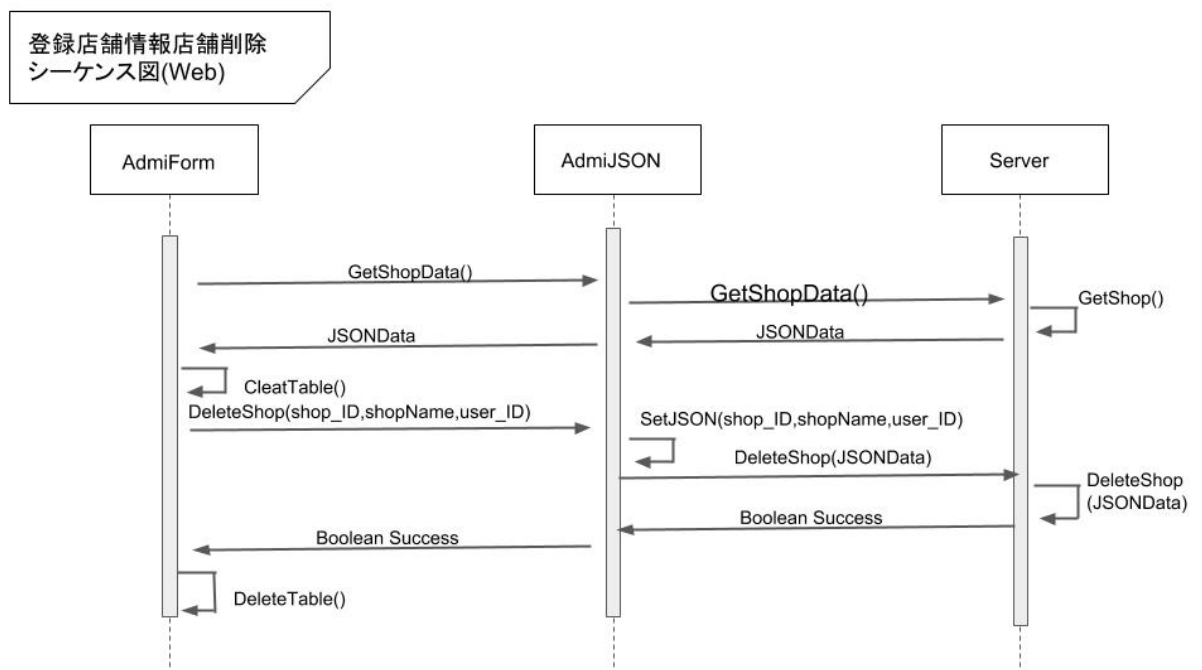 登録店舗情報店舗削除
シーケンス図(Web)
AdmiForm
AdmiJSON
Server
GetShopData()
GetShopData()
GetShop()
JSONData
JSONData
CleatTable()
DeleteShop(shop_ID,shopName,user_ID)
SetJSON(shop_ID,shopName,user_ID)
DeleteShop(JSONData)
DeleteShop
(JSONData)
Boolean Success
Boolean Success
DeleteTable()